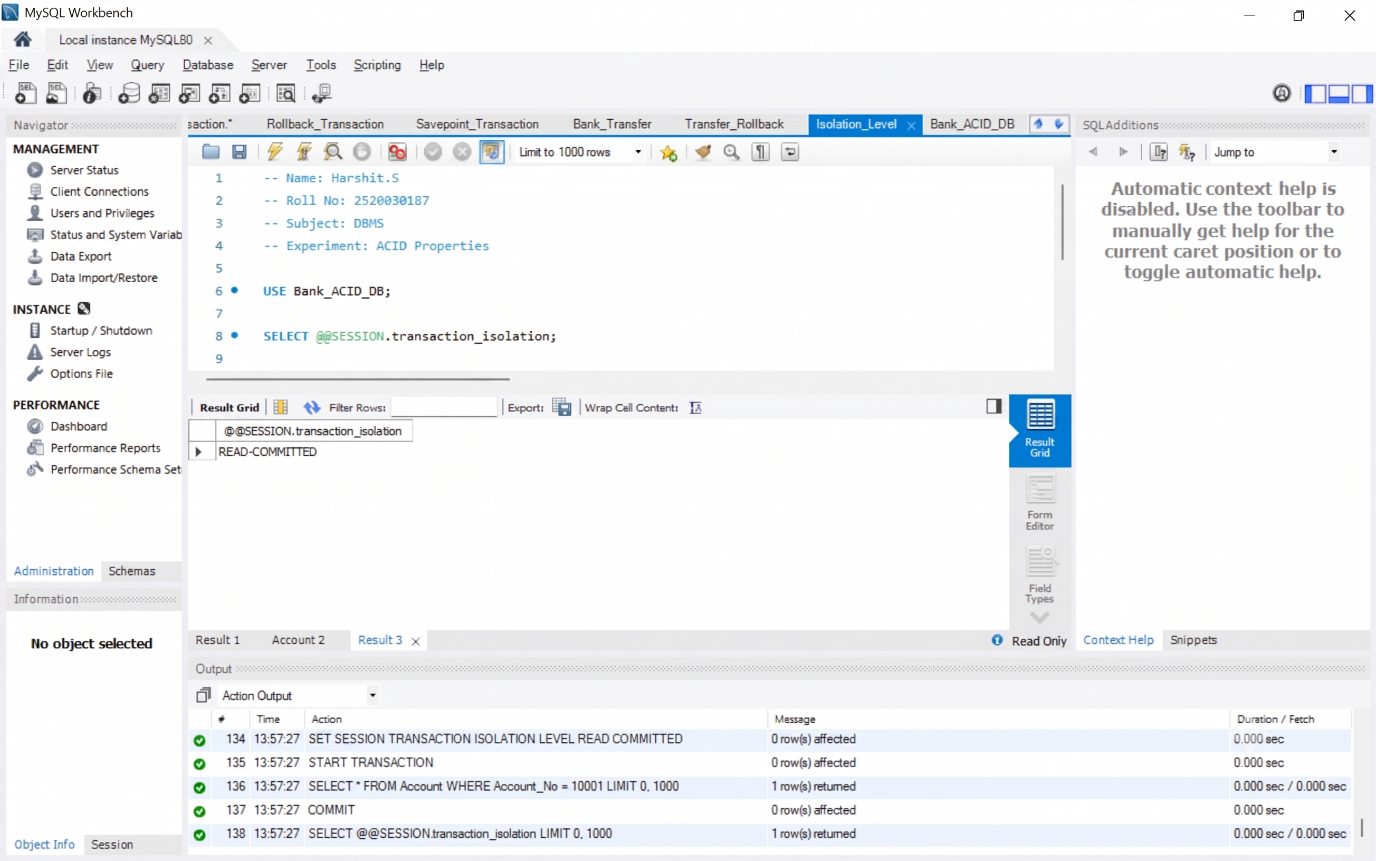 MySQL Workbench
Local instance MySQL80
File Edit View Query Database Server Tools Scripting Help
Navigator
MANAGEMENT
Server Status
Client Connections
Users and Privileges
Status and System Variab
Data Export
Data Import/Restore
INSTANCE
Startup / Shutdown
Server Logs
Options File
PERFORMANCE
Dashboard
Performance Reports
Performance Schema Set
Administration Schemas
Information
No object selected
Object Info Session
saction.* Rollback_Transaction Savepoint_Transaction Bank_Transfer Transfer_Rollback Isolation_Level Bank_ACID_DB
Limit to 1000 rows
1 -- Name: Harshit.S
2 -- Roll No: 2520030187
3 -- Subject: DBMS
4 -- Experiment: ACID Properties
5
6 USE Bank_ACID_DB;
7
8 SELECT @@SESSION.transaction_isolation;
9
Result Grid Filter Rows: Export: Wrap Cell Content:
@@SESSION.transaction_isolation
READ-COMMITTED
Result Grid
Form Editor
Field Types
Result 1 Account 2 Result 3 Read Only
SQLAdditions
Jump to
Automatic context help is
disabled. Use the toolbar to
manually get help for the
current caret position or to
toggle automatic help.
Context Help Snippets
Output
Action Output
# Time Action Message Duration / Fetch
134 13:57:27 SET SESSION TRANSACTION ISOLATION LEVEL READ COMMITTED 0 row(s) affected 0.000 sec
135 13:57:27 START TRANSACTION 0 row(s) affected 0.000 sec
136 13:57:27 SELECT * FROM Account WHERE Account_No = 10001 LIMIT 0, 1000 1 row(s) returned 0.000 sec / 0.000 sec
137 13:57:27 COMMIT 0 row(s) affected 0.000 sec
138 13:57:27 SELECT @@SESSION.transaction_isolation LIMIT 0, 1000 1 row(s) returned 0.000 sec / 0.000 sec